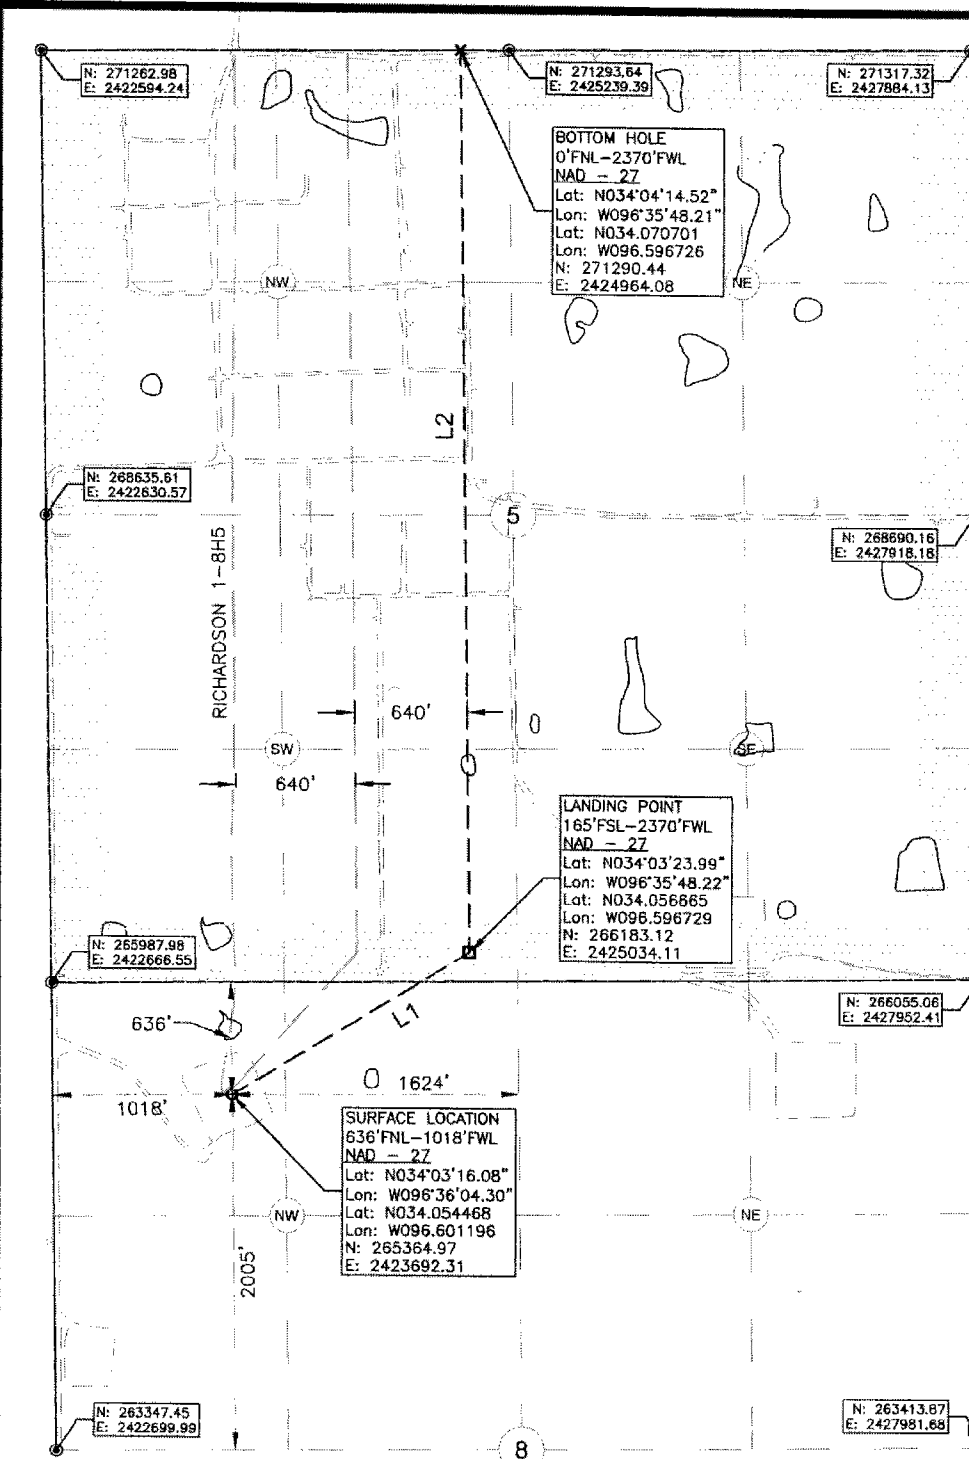 N: 271262.98
E: 2422594.24
N: 271293.64
E: 2425239.39
N: 271317.32
E: 2427884.13
BOTTOM HOLE
0'FNL-2370'FWL
NAD - 27
Lat: N034°04'14.52"
Lon: W096°35'48.21"
Lat: N034.070701
Lon: W096.596726
N: 271290.44
E: 2424964.08
NW
NE
L2
N: 268635.61
E: 2422630.57
5
N: 268690.16
E: 2427918.18
RICHARDSON 1-8H5
640'
SW
SE
640'
LANDING POINT
165'FSL-2370'FWL
NAD - 27
Lat: N034°03'23.99"
Lon: W096°35'48.22"
Lat: N034.056665
Lon: W096.596729
N: 266183.12
E: 2425034.11
N: 265987.98
E: 2422666.55
N: 266055.06
E: 2427952.41
636'
L1
1018'
1624'
SURFACE LOCATION
636'FNL-1018'FWL
NAD - 27
Lat: N034°03'16.08"
Lon: W096°36'04.30"
Lat: N034.054468
Lon: W096.601196
N: 265364.97
E: 2423692.31
NW
NE
2005'
N: 263347.45
E: 2422699.99
N: 263413.87
E: 2427981.68
8